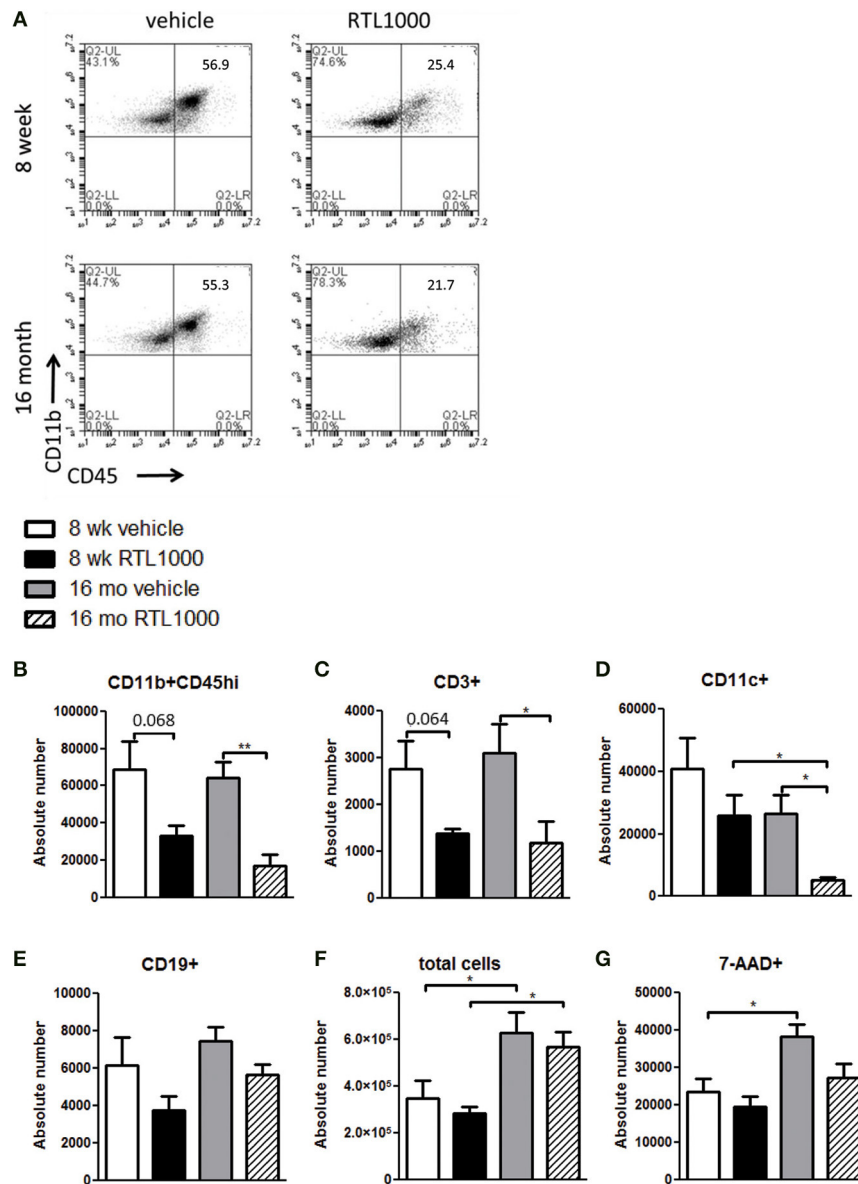 A
vehicle
RTL1000
8 week
Q2-UL
43.1%
56.9
Q2-LL
0.0%
Q2-LR
0.0%
Q2-UL
74.6%
25.4
Q2-LL
0.0%
Q2-LR
0.0%
16 month
Q2-UL
44.7%
55.3
Q2-LL
0.0%
Q2-LR
0.0%
Q2-UL
78.3%
21.7
Q2-LL
0.0%
Q2-LR
0.0%
CD11b
CD45
8 wk vehicle
8 wk RTL1000
16 mo vehicle
16 mo RTL1000
B
CD11b+CD45hi
Absolute number
100000
80000
60000
40000
20000
0
0.068
**
C
CD3+
Absolute number
4000
3000
2000
1000
0
0.064
*
D
CD11c+
Absolute number
60000
40000
20000
0
*
*
E
CD19+
Absolute number
10000
8000
6000
4000
2000
0
F
total cells
Absolute number
8.0×10⁵
6.0×10⁵
4.0×10⁵
2.0×10⁵
0
*
*
G
7-AAD+
Absolute number
50000
40000
30000
20000
10000
0
*